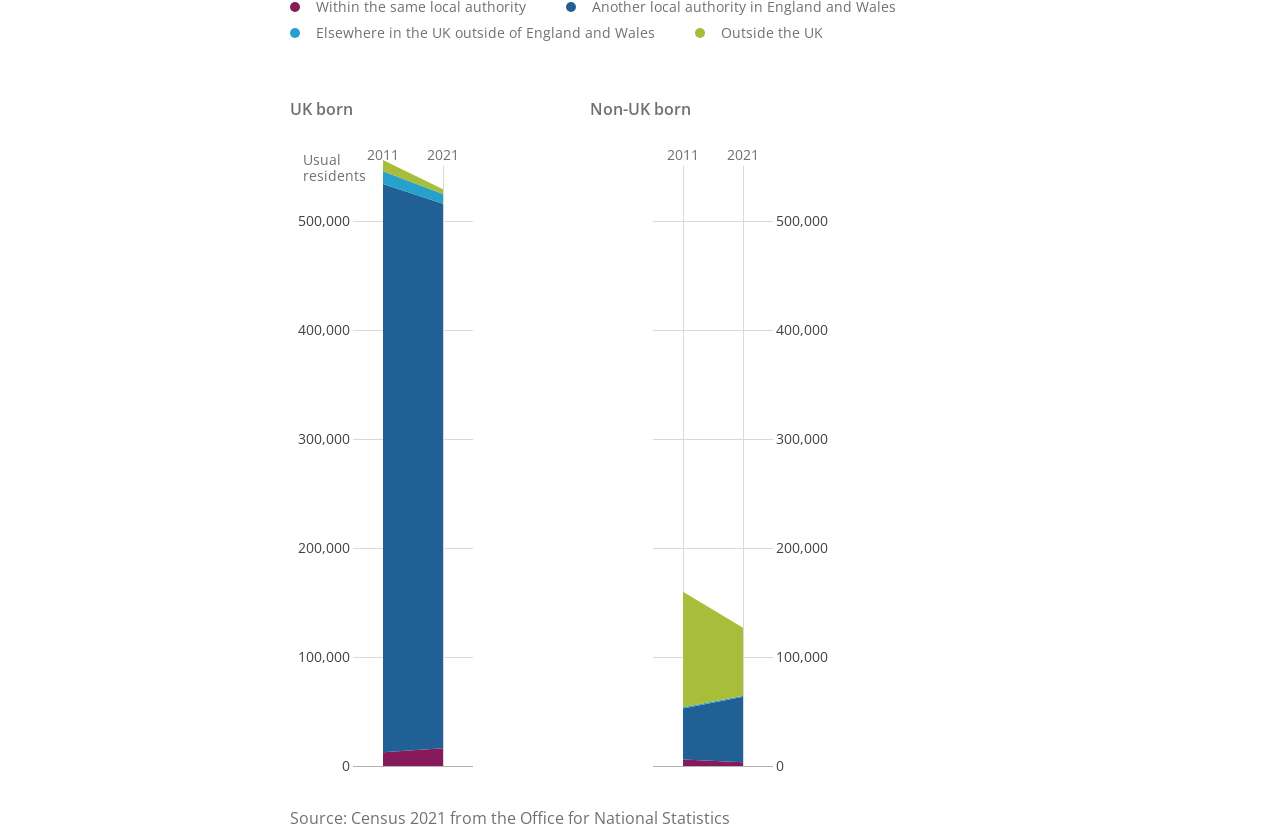 Within the same local authority
Another local authority in England and Wales
Elsewhere in the UK outside of England and Wales
Outside the UK
UK born
Non-UK born
Usual
residents
2011
2021
500,000
400,000
300,000
200,000
100,000
0
2011
2021
500,000
400,000
300,000
200,000
100,000
0
Source: Census 2021 from the Office for National Statistics